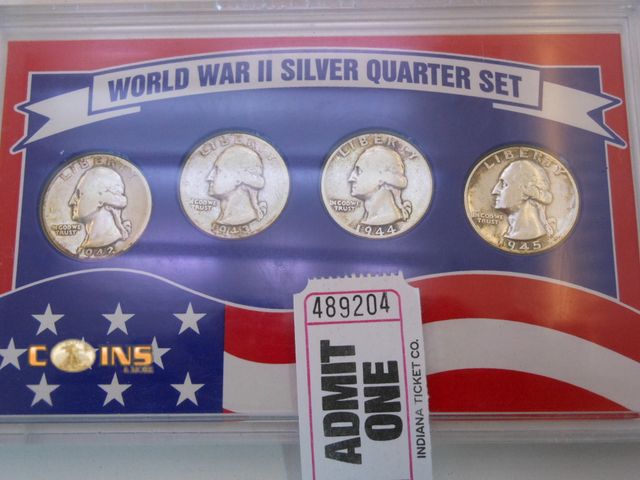 WORLD WAR II SILVER QUARTER SET
LIBERTY
IN GOD WE
TRUST
1942
LIBERTY
IN GOD WE
TRUST
1943
LIBERTY
IN GOD WE
TRUST
1944
LIBERTY
IN GOD WE
TRUST
1945
COINS
& MORE
489204
ADMIT
ONE
INDIANA TICKET CO.